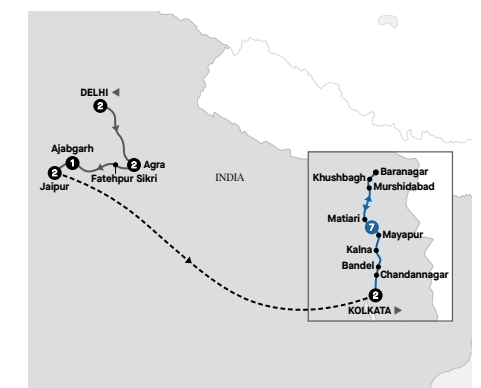 DELHI
2
Ajabgarh
1
2
Agra
2
Jaipur
Fatehpur Sikri
INDIA
Baranagar
Khushbagh
Murshidabad
Matiari
7
Mayapur
Kalna
Bandel
Chandannagar
2
KOLKATA